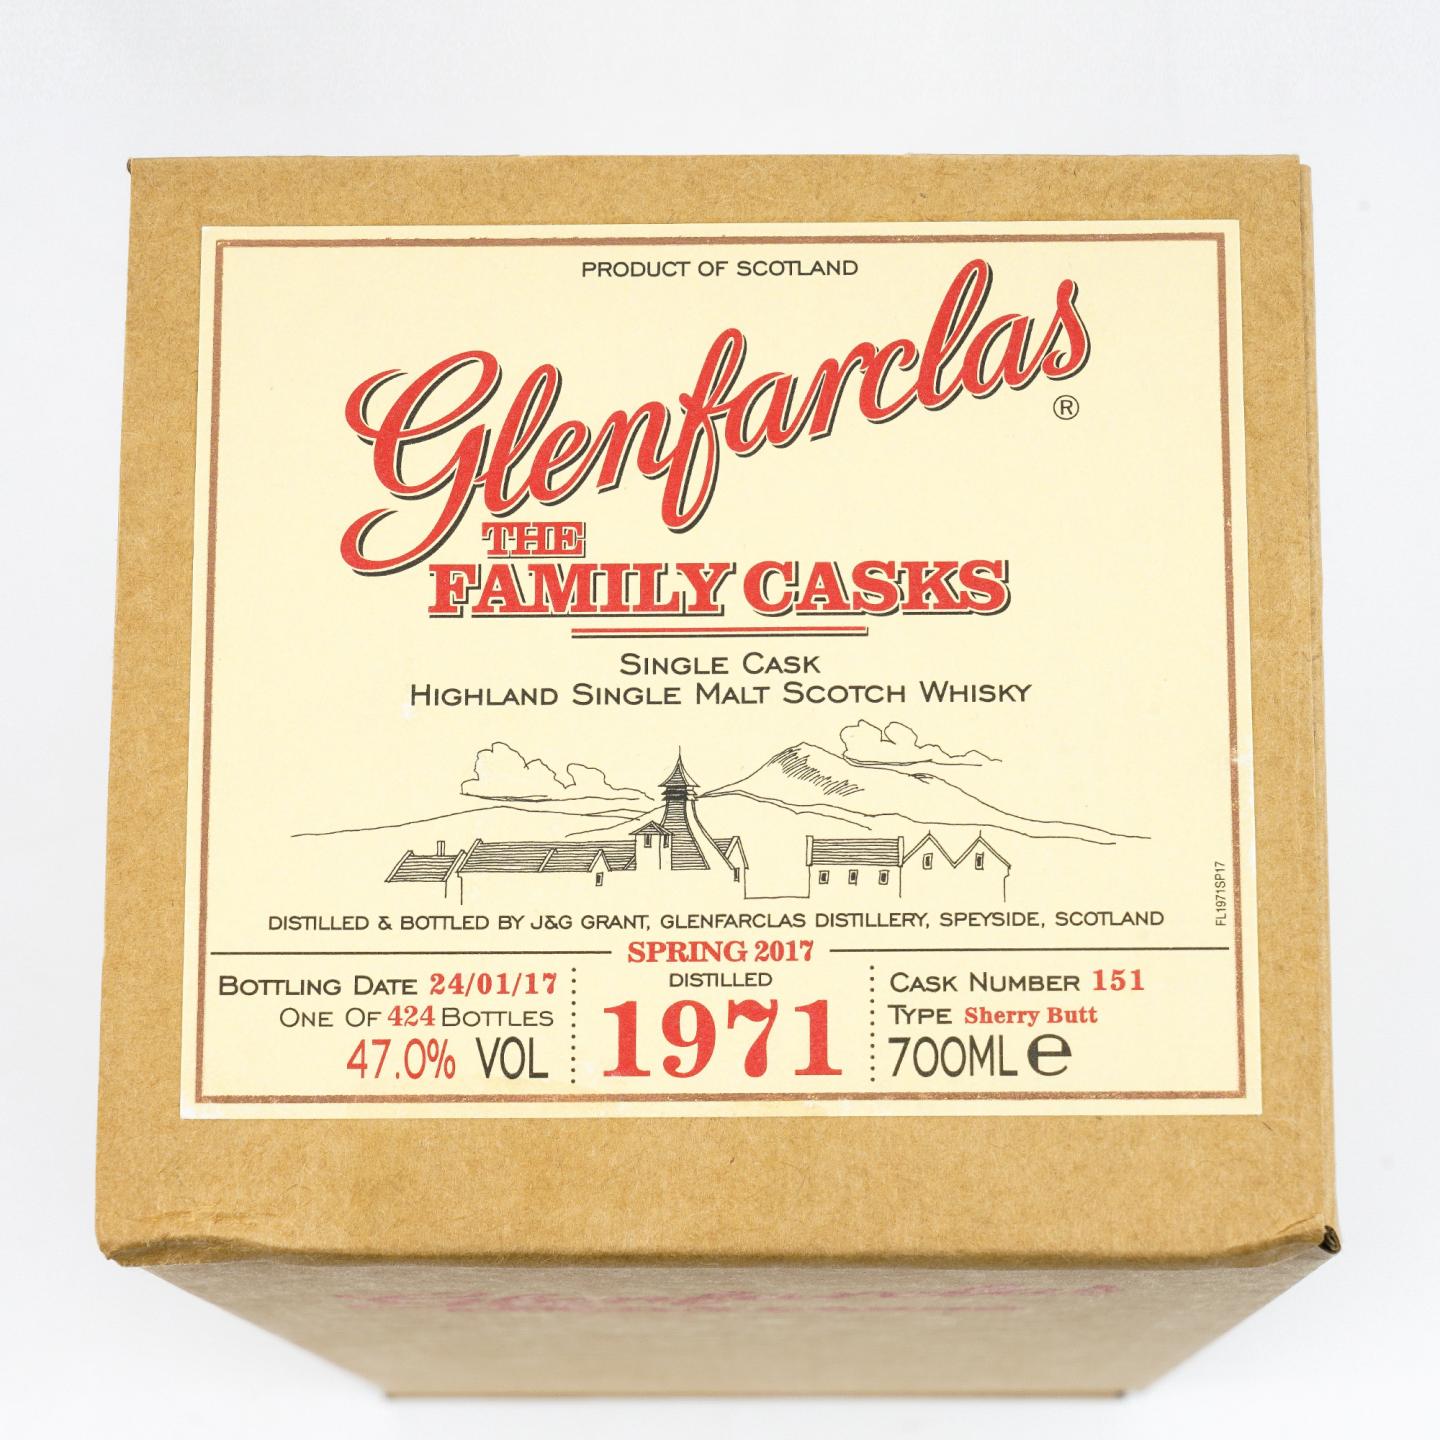 PRODUCT OF SCOTLAND
Glenfarclas
®
THE
FAMILY CASKS
SINGLE CASK
HIGHLAND SINGLE MALT SCOTCH WHISKY
FL1971SP17
DISTILLED & BOTTLED BY J&G GRANT, GLENFARCLAS DISTILLERY, SPEYSIDE, SCOTLAND
SPRING 2017
BOTTLING DATE 24/01/17
ONE OF 424 BOTTLES
47.0% VOL
DISTILLED
1971
CASK NUMBER 151
TYPE Sherry Butt
700ML e